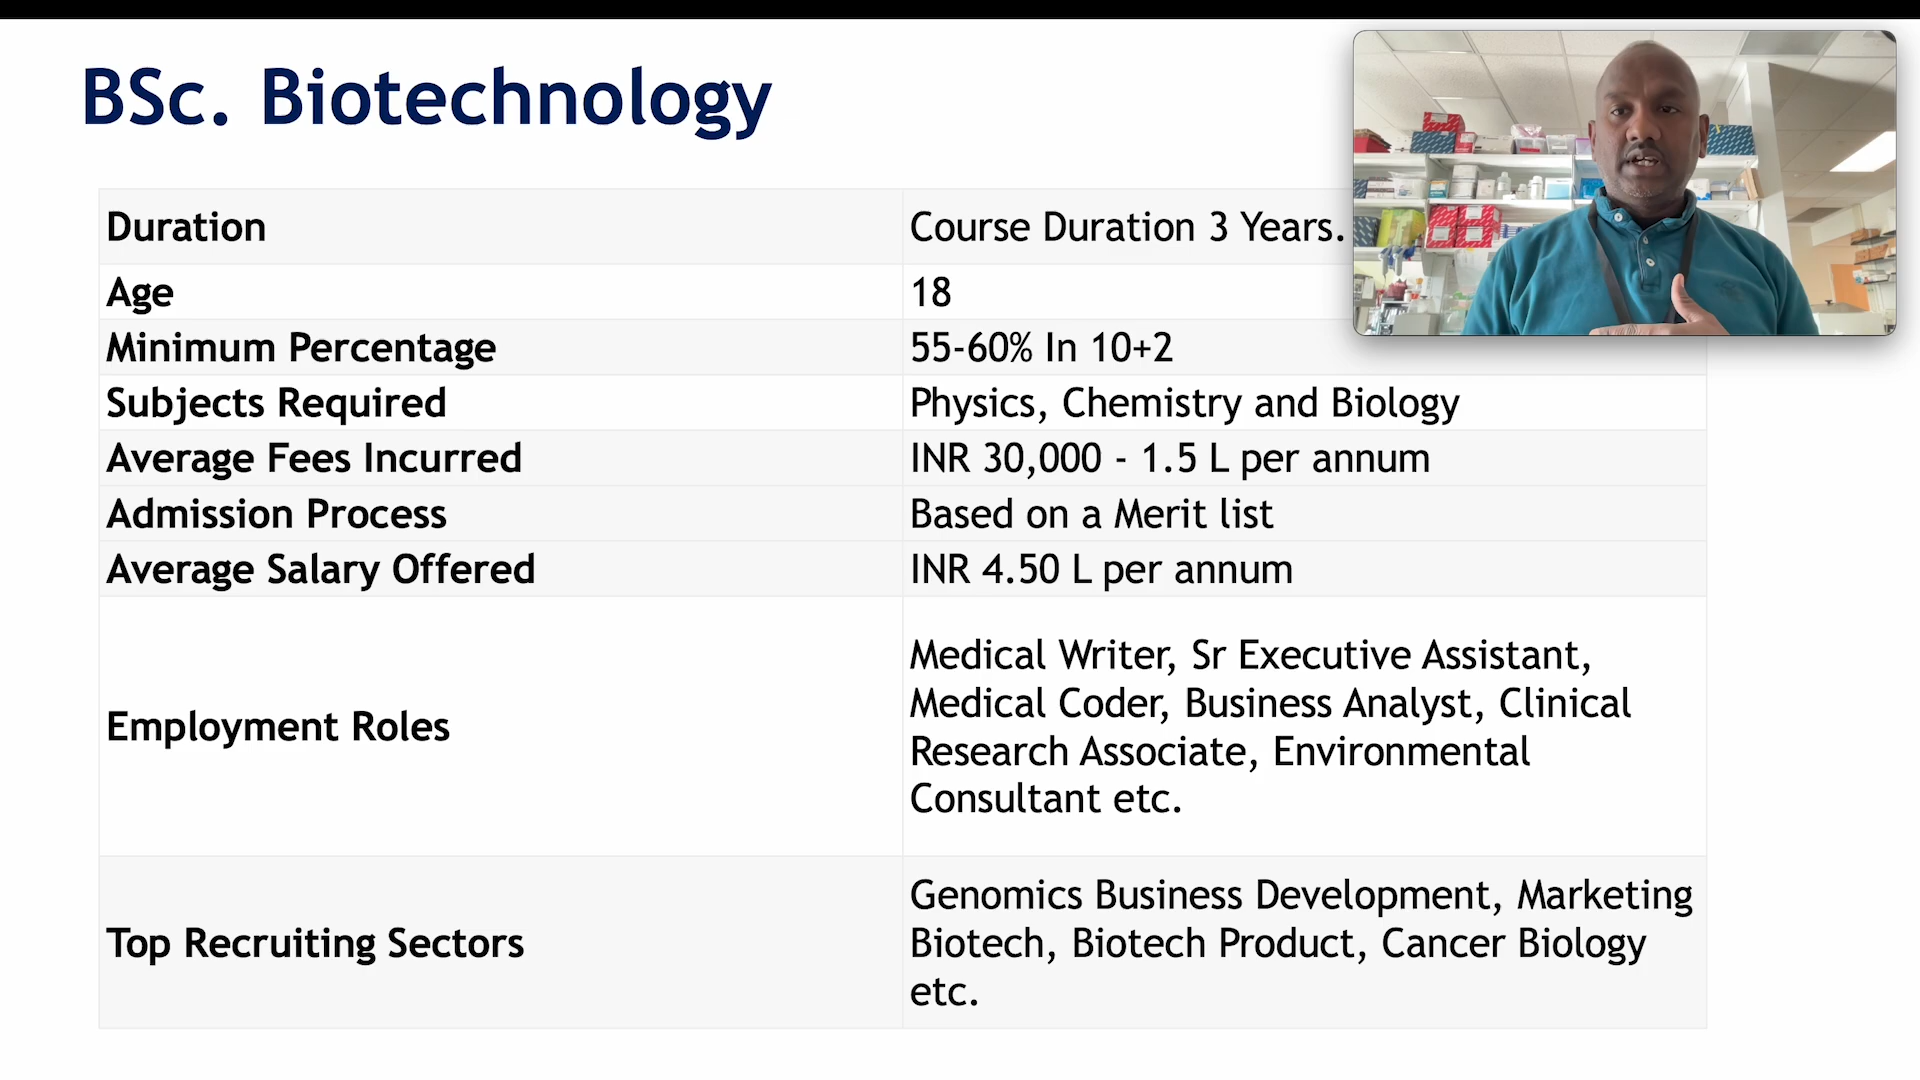 BSc. Biotechnology
Duration
Course Duration 3 Years.
Age
18
Minimum Percentage
55-60% In 10+2
Subjects Required
Physics, Chemistry and Biology
Average Fees Incurred
INR 30,000 - 1.5 L per annum
Admission Process
Based on a Merit list
Average Salary Offered
INR 4.50 L per annum
Employment Roles
Medical Writer, Sr Executive Assistant,
Medical Coder, Business Analyst, Clinical
Research Associate, Environmental
Consultant etc.
Top Recruiting Sectors
Genomics Business Development, Marketing
Biotech, Biotech Product, Cancer Biology
etc.